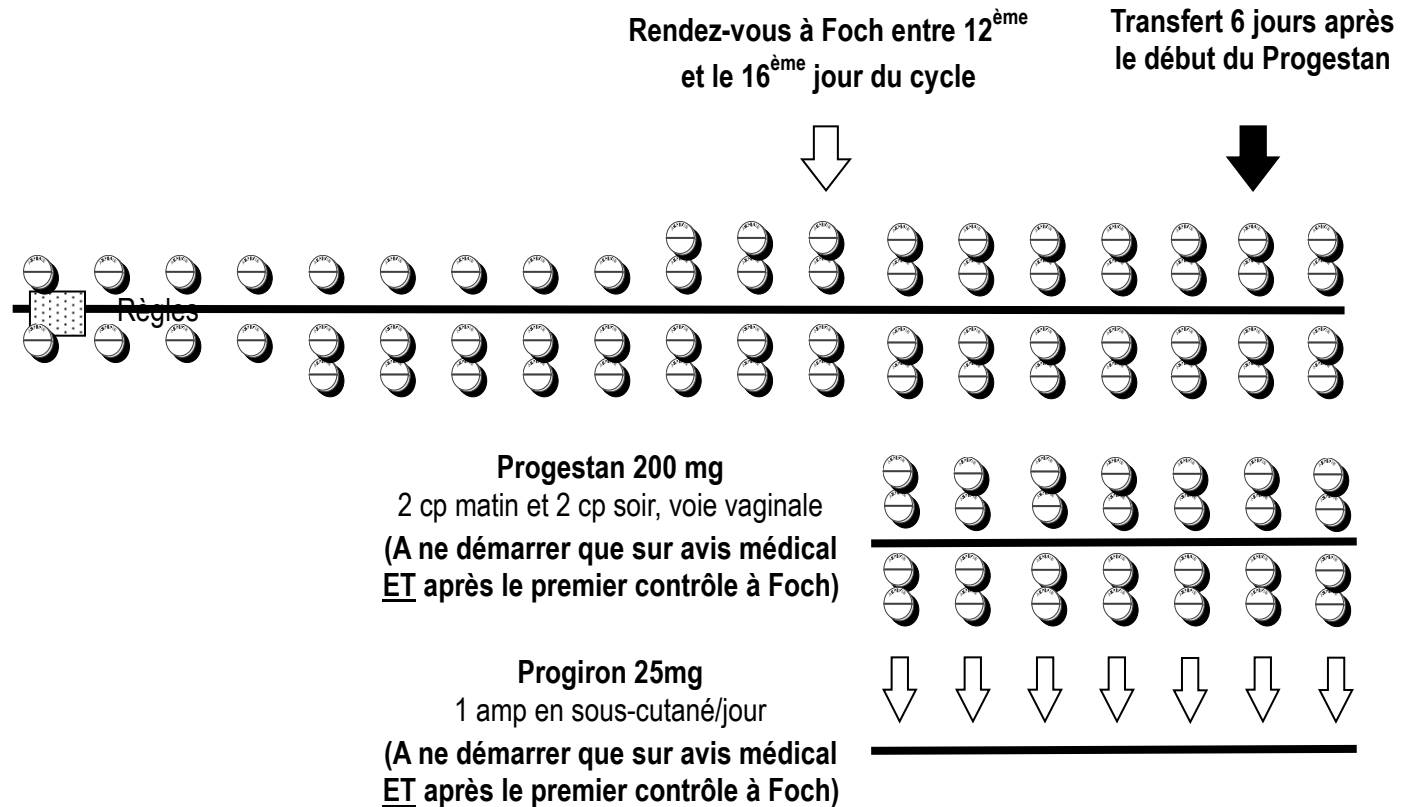 Rendez-vous à Foch entre 12ème
et le 16ème jour du cycle
Transfert 6 jours après
le début du Progestan
Règles
Progestan 200 mg
2 cp matin et 2 cp soir, voie vaginale
(A ne démarrer que sur avis médical
ET après le premier contrôle à Foch)
Progiron 25mg
1 amp en sous-cutané/jour
(A ne démarrer que sur avis médical
ET après le premier contrôle à Foch)